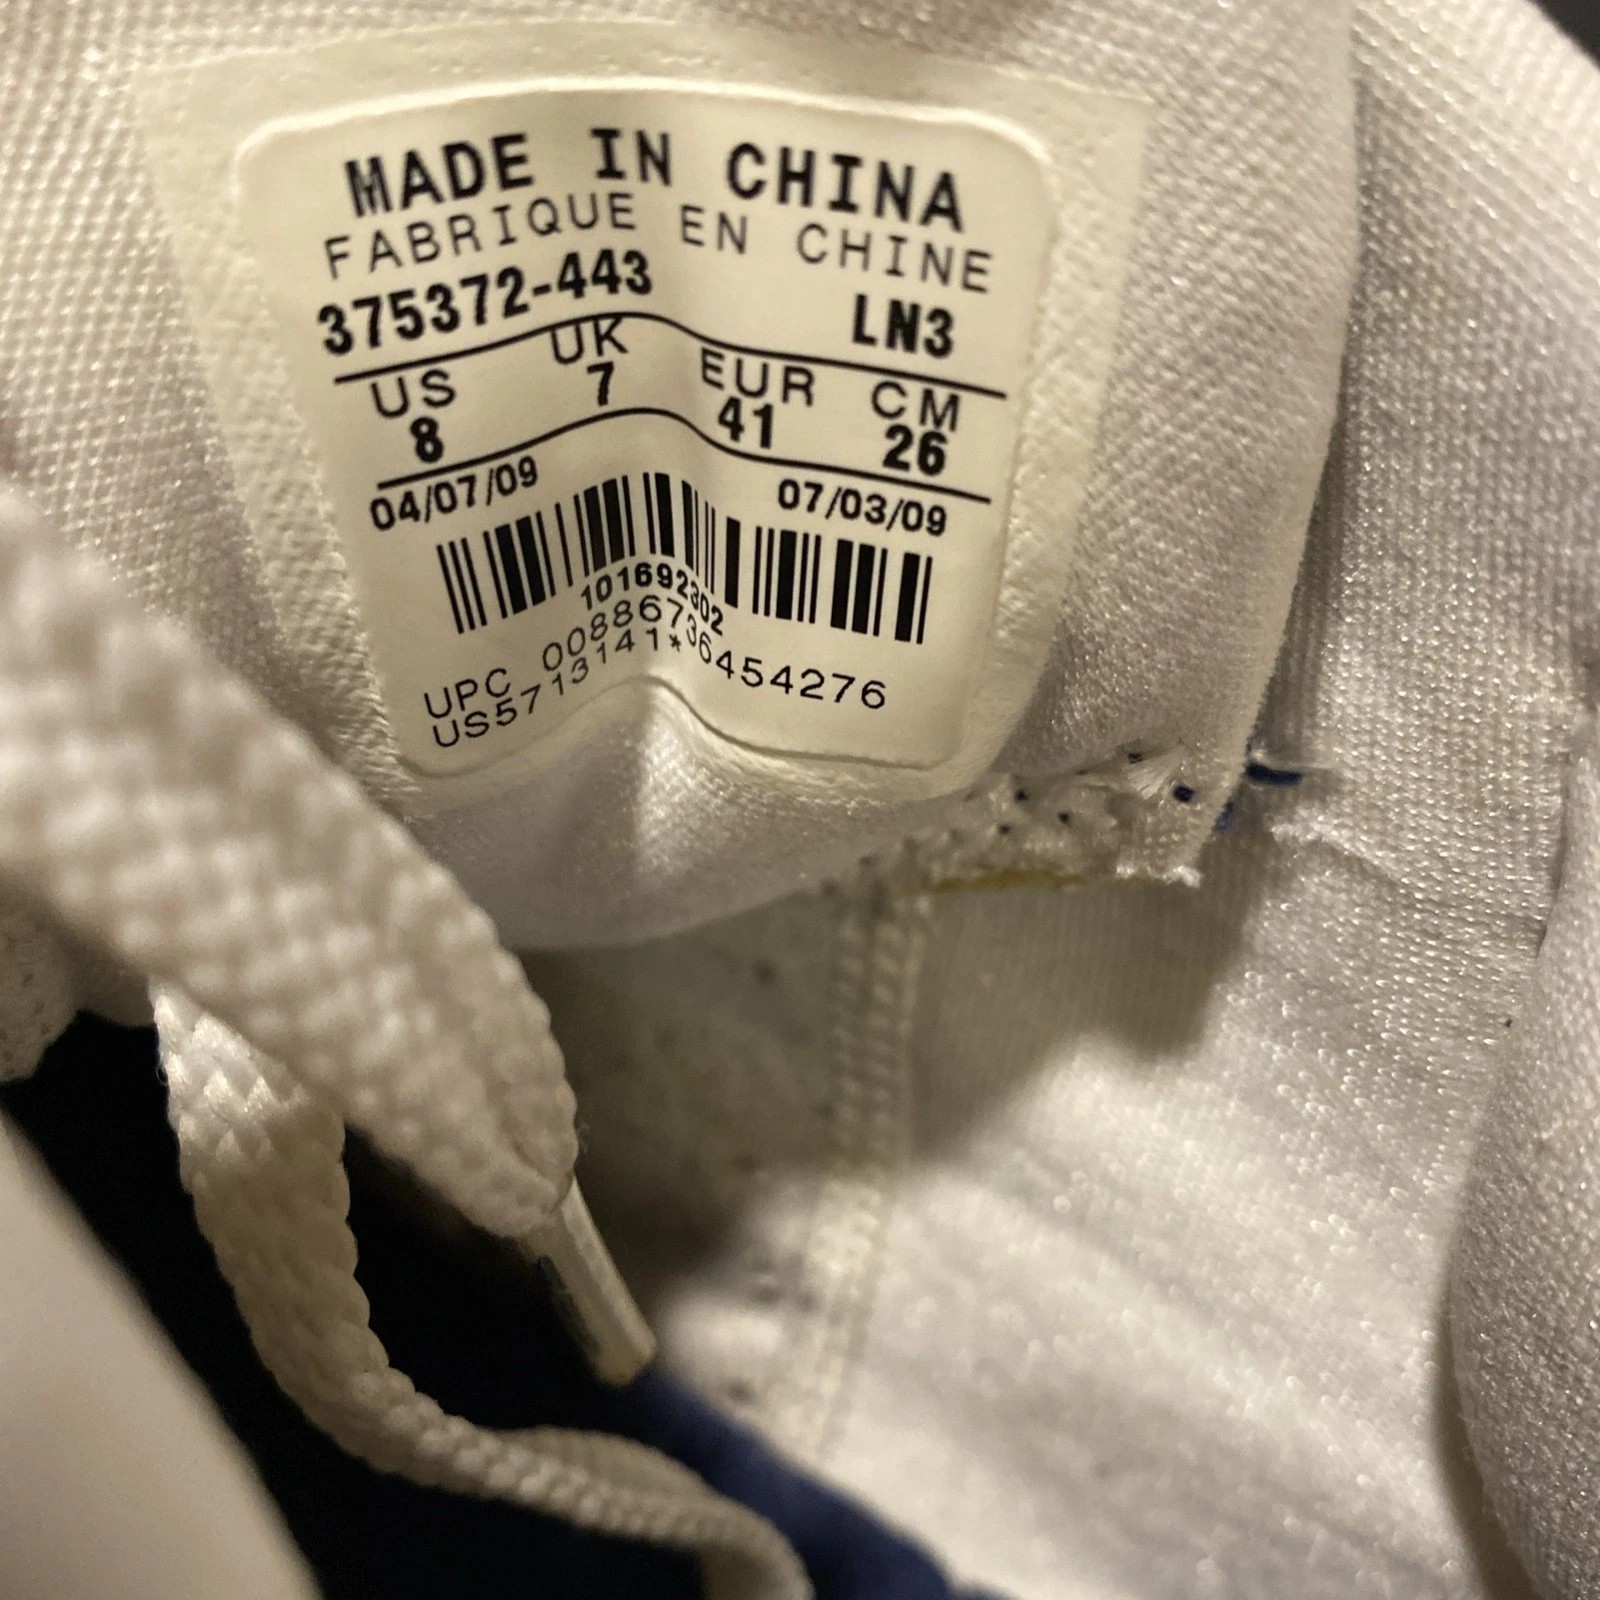 MADE IN CHINA
FABRIQUE EN CHINE
375372-443 LN3
US UK EUR CM
8 7 41 26
04/07/09 07/03/09
101692302
UPC 00886736454276
US5713141*